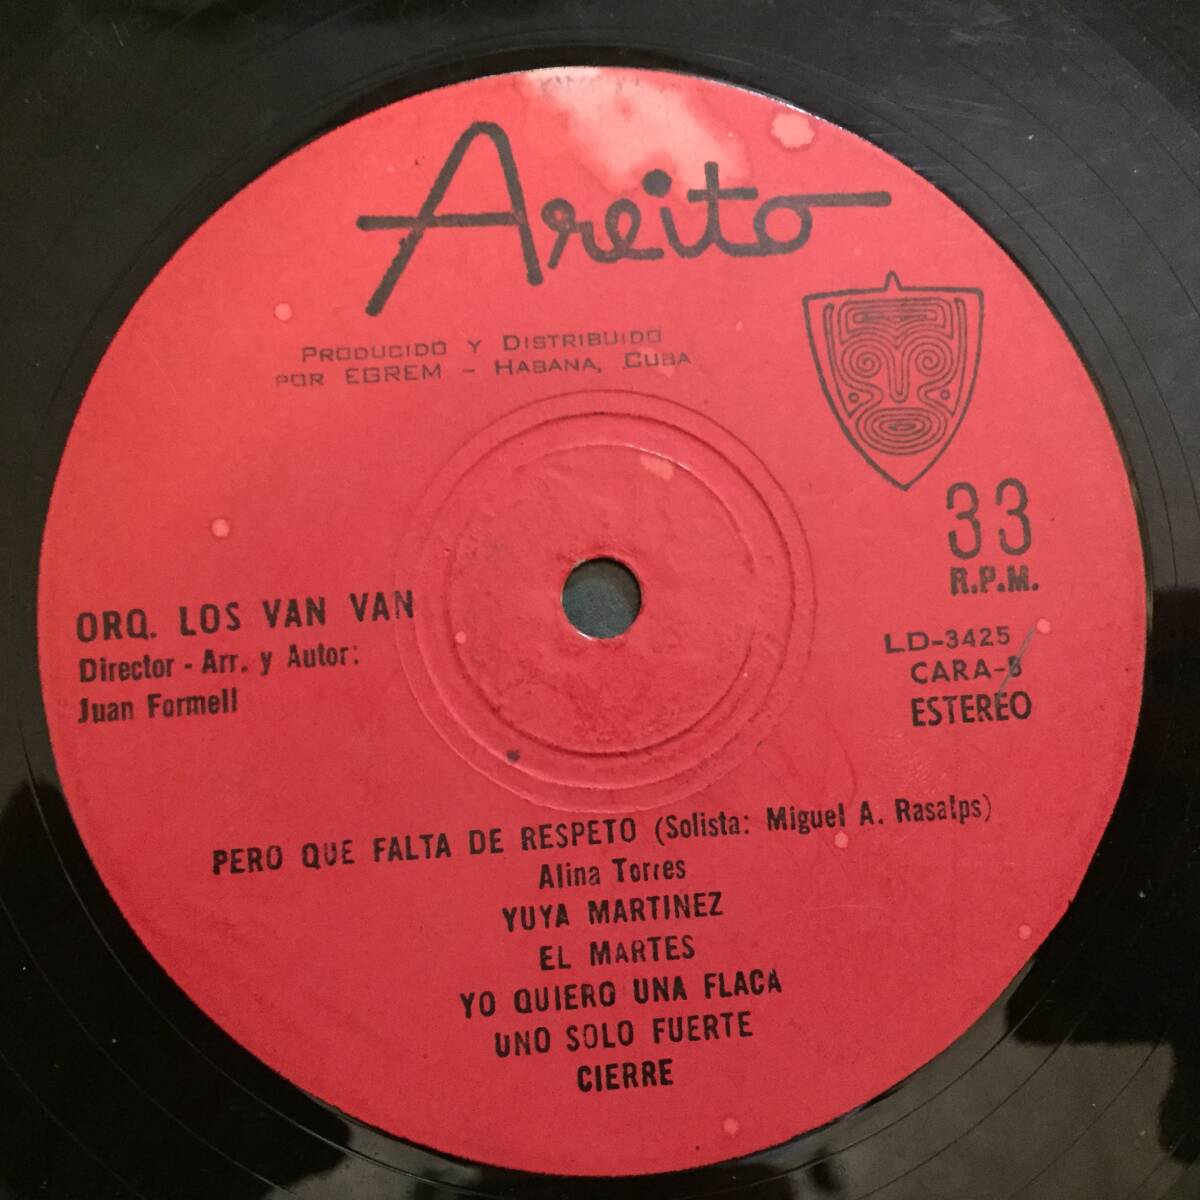 Areito
PRODUCIDO Y DISTRIBUIDO
POR EGREM - HABANA, CUBA
33
R.P.M.
ORQ. LOS VAN VAN
Director - Arr. y Autor:
Juan Formell
LD-3425
CARA-B
ESTEREO
PERO QUE FALTA DE RESPETO (Solista: Miguel A. Rasalps)
Alina Torres
YUYA MARTINEZ
EL MARTES
YO QUIERO UNA FLACA
UNO SOLO FUERTE
CIERRE